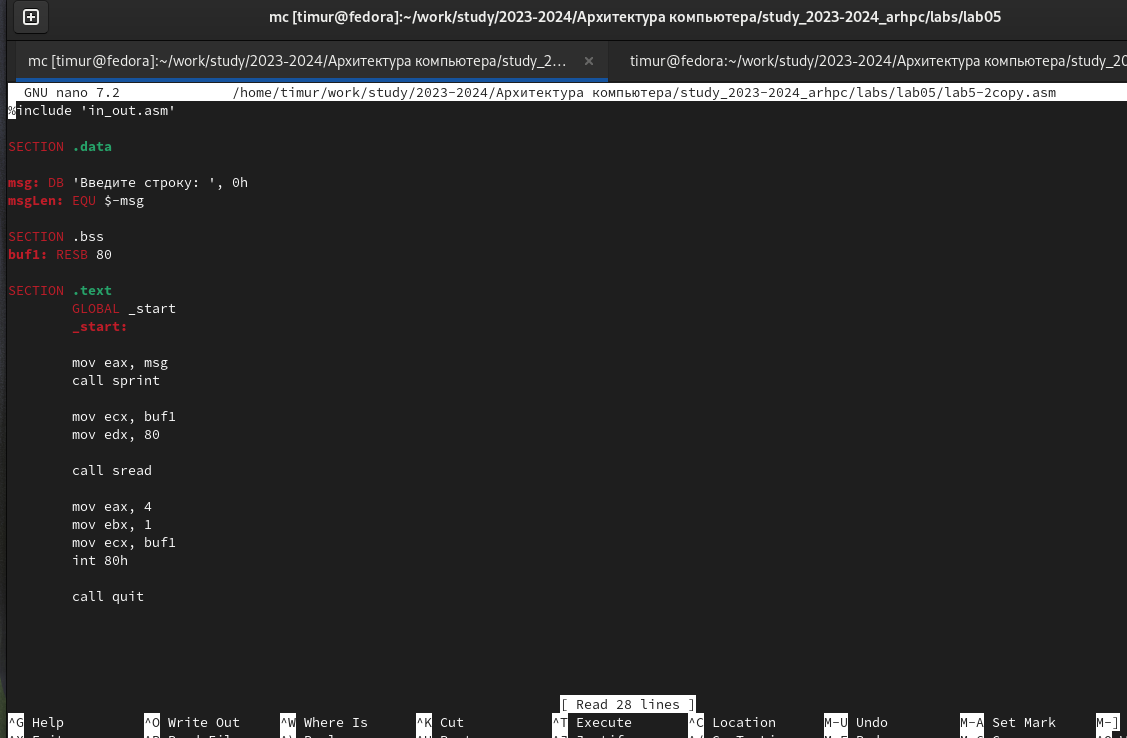 mc [timur@fedora]:~/work/study/2023-2024/Архитектура компьютера/study_2023-2024_arhpc/labs/lab05
mc [timur@fedora]:~/work/study/2023-2024/Архитектура компьютера/study_2... × timur@fedora:~/work/study/2023-2024/Архитектура компьютера/study_20
GNU nano 7.2 /home/timur/work/study/2023-2024/Архитектура компьютера/study_2023-2024_arhpc/labs/lab05/lab5-2copy.asm
%include 'in_out.asm'
SECTION .data
msg: DB 'Введите строку: ', 0h
msgLen: EQU $-msg
SECTION .bss
buf1: RESB 80
SECTION .text
GLOBAL _start
_start:
mov eax, msg
call sprint
mov ecx, buf1
mov edx, 80
call sread
mov eax, 4
mov ebx, 1
mov ecx, buf1
int 80h
call quit
[ Read 28 lines ]
^G Help ^O Write Out ^W Where Is ^K Cut ^T Execute ^C Location M-U Undo M-A Set Mark M-]